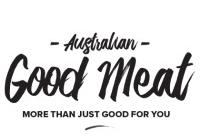 - Australian -
Good Meat
MORE THAN JUST GOOD FOR YOU